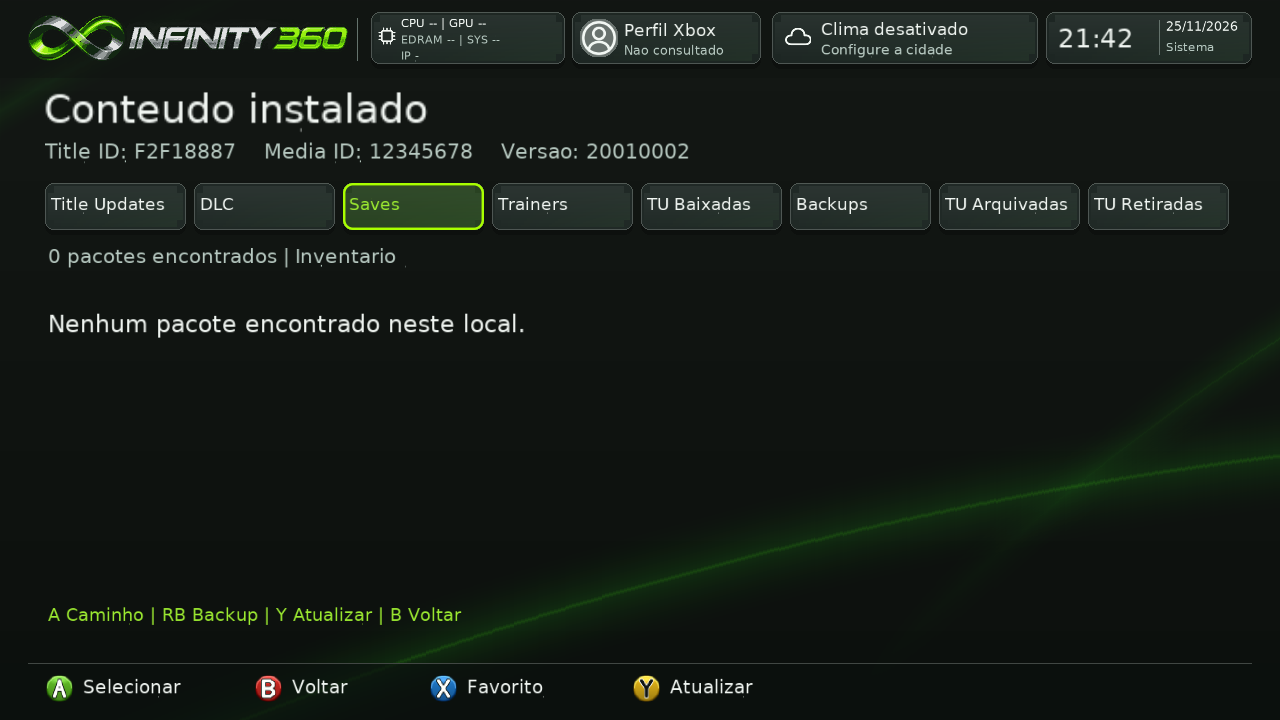 INFINITY 360
CPU -- | GPU --
EDRAM -- | SYS --
IP -
Perfil Xbox
Nao consultado
Clima desativado
Configure a cidade
21:42
25/11/2026
Sistema
Conteudo instalado
Title ID: F2F18887 Media ID: 12345678 Versao: 20010002
Title Updates DLC Saves Trainers TU Baixadas Backups TU Arquivadas TU Retiradas
0 pacotes encontrados | Inventario
Nenhum pacote encontrado neste local.
A Caminho | RB Backup | Y Atualizar | B Voltar
A Selecionar B Voltar X Favorito Y Atualizar